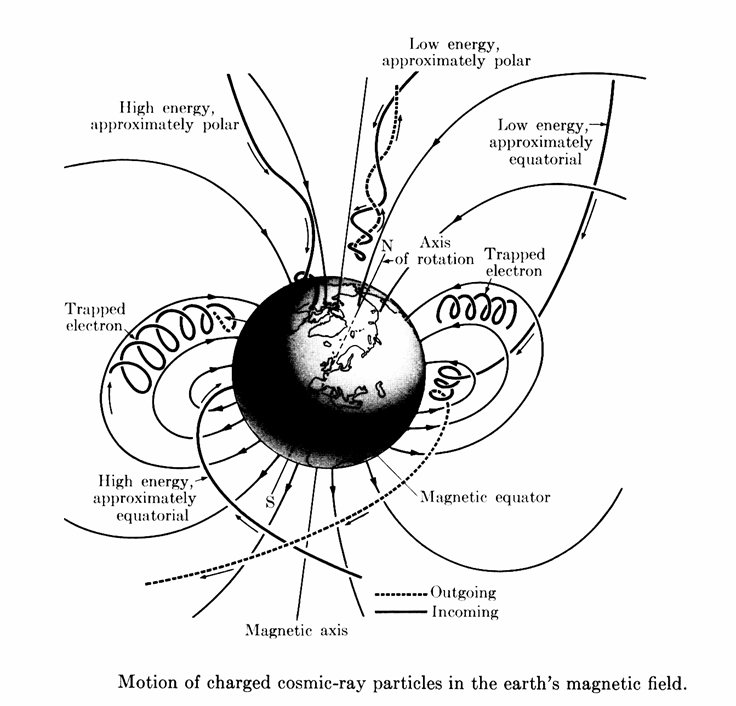 Low energy,
approximately polar
High energy,
approximately polar
Low energy,
approximately
equatorial
N
Axis
of rotation
Trapped
electron
Trapped
electron
High energy,
approximately
equatorial
S
Magnetic equator
Outgoing
Incoming
Magnetic axis
Motion of charged cosmic-ray particles in the earth's magnetic field.